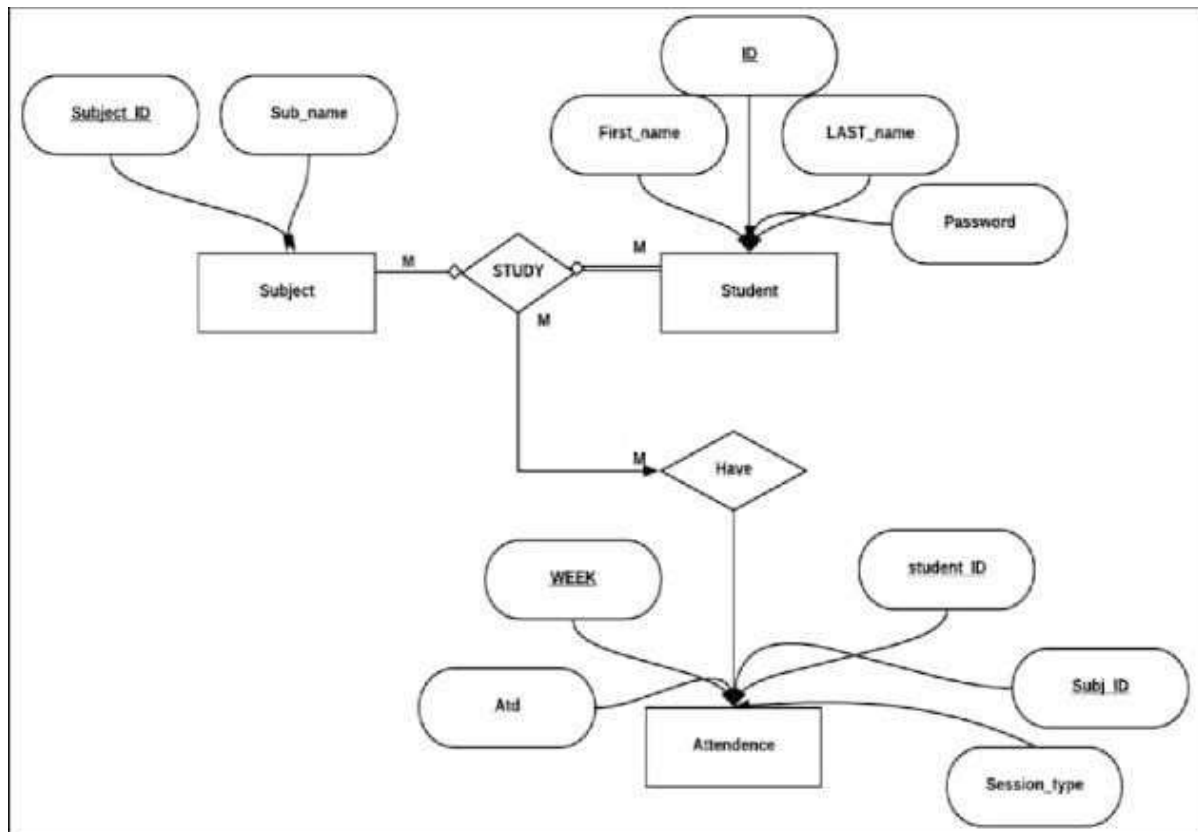 ID
Subject_ID
Sub_name
First_name
LAST_name
Password
M
M
STUDY
Subject
Student
M
M
Have
WEEK
student_ID
Atd
Subj_ID
Attendence
Session_type